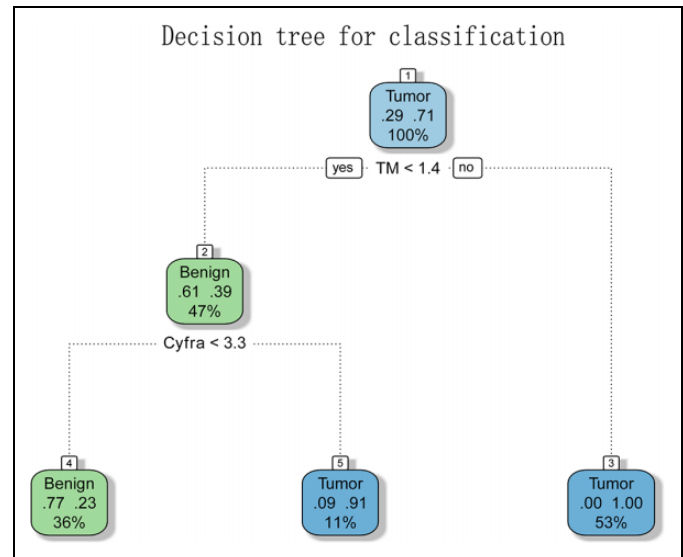 Decision tree for classification
1
Tumor
.29 .71
100%
yes TM < 1.4 no
2
Benign
.61 .39
47%
Cyfra < 3.3
4
Benign
.77 .23
36%
5
Tumor
.09 .91
11%
3
Tumor
.00 1.00
53%